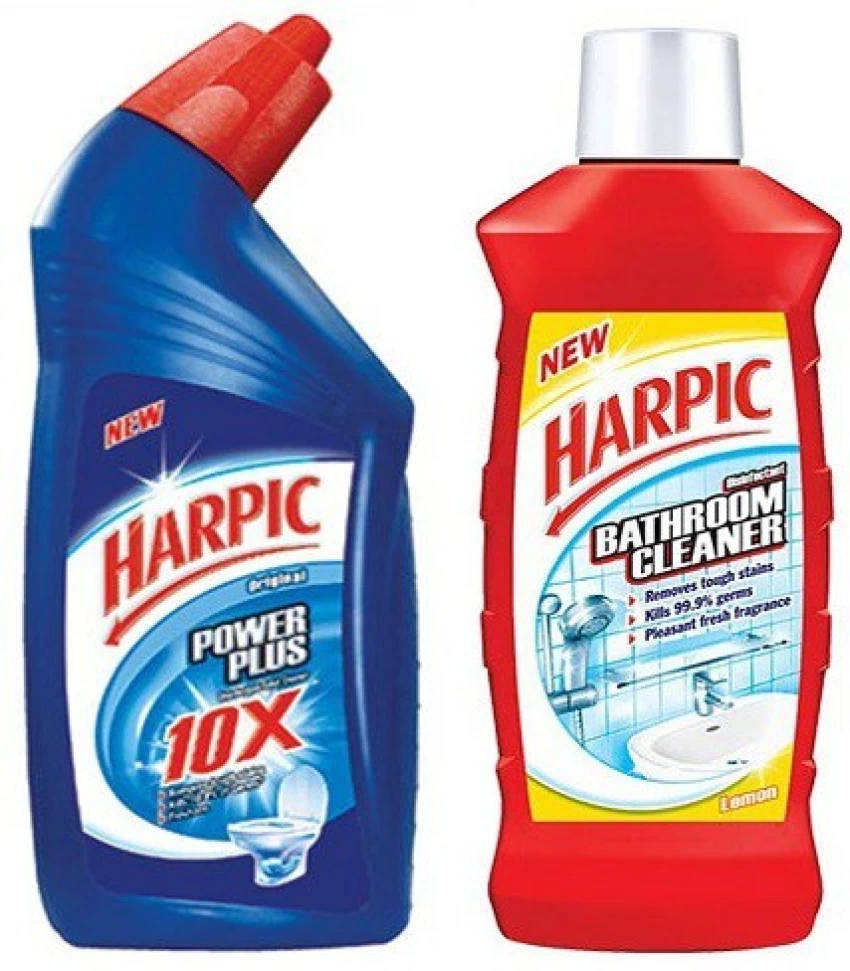 NEW
HARPIC
Original
POWER
PLUS
10X
NEW
HARPIC
Disinfectant
BATHROOM
CLEANER
Removes tough stains
Kills 99.9% germs
Pleasant fresh fragrance
Lemon